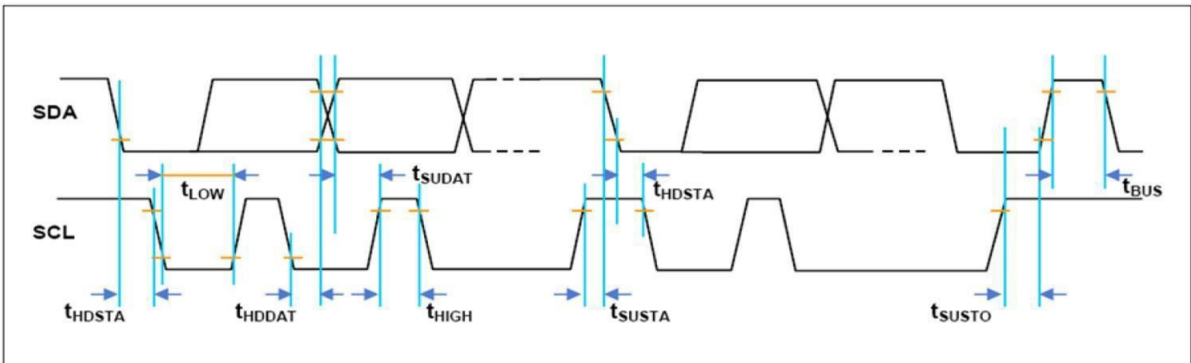 SDA
tSUDAT
tLOW
tHDSTA
tBUS
SCL
tHDSTA
tHDDAT
tHIGH
tSUSTA
tSUSTO